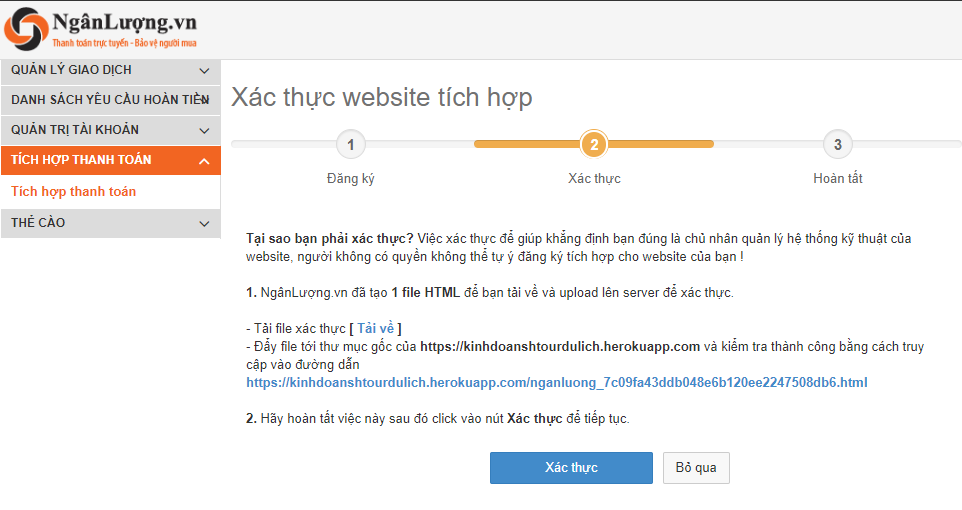 NgânLượng.vn
Thanh toán trực tuyến - Bảo vệ người mua
QUẢN LÝ GIAO DỊCH
DANH SÁCH YÊU CẦU HOÀN TIỀN
QUẢN TRỊ TÀI KHOẢN
TÍCH HỢP THANH TOÁN
Tích hợp thanh toán
THẺ CÀO
Xác thực website tích hợp
1
2
3
Đăng ký
Xác thực
Hoàn tất
Tại sao bạn phải xác thực? Việc xác thực để giúp khẳng định bạn đúng là chủ nhân quản lý hệ thống kỹ thuật của
website, người không có quyền không thể tự ý đăng ký tích hợp cho website của bạn !
1. NgânLượng.vn đã tạo 1 file HTML để bạn tải về và upload lên server để xác thực.
- Tải file xác thực [ Tải về ]
- Đẩy file tới thư mục gốc của https://kinhdoanshtourdulich.herokuapp.com và kiểm tra thành công bằng cách truy
cập vào đường dẫn
https://kinhdoanshtourdulich.herokuapp.com/nganluong_7c09fa43ddb048e6b120ee2247508db6.html
2. Hãy hoàn tất việc này sau đó click vào nút Xác thực để tiếp tục.
Xác thực
Bỏ qua